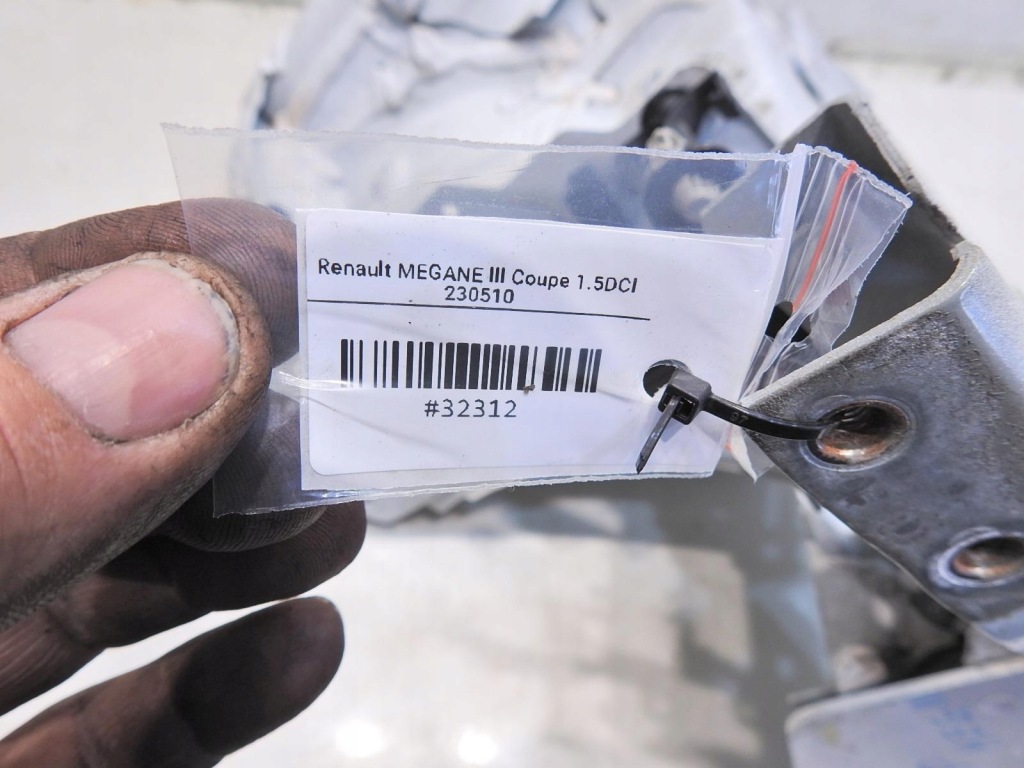 Renault MEGANE III Coupe 1.5DCI
230510
#32312